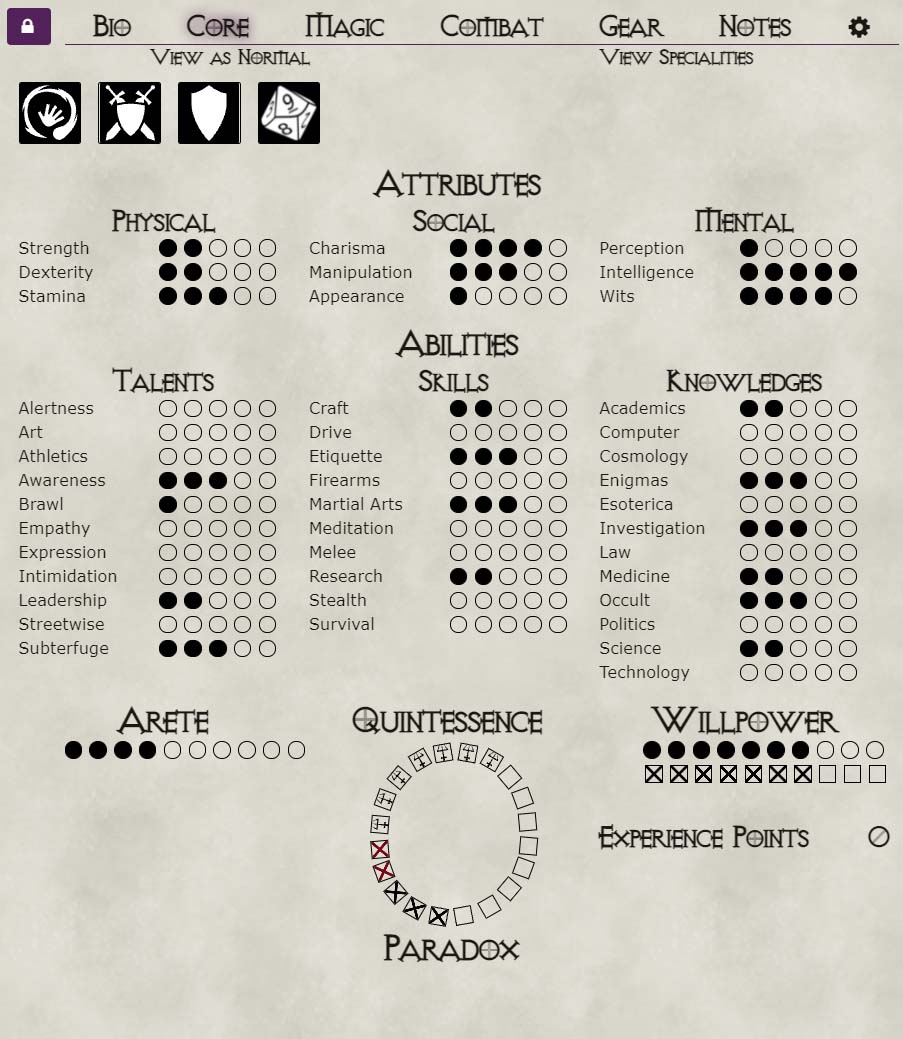 Bio Core Magic Combat Gear Notes
View as Normal View Specialities
9 8
Attributes
Physical Social Mental
Strength Charisma Perception
Dexterity Manipulation Intelligence
Stamina Appearance Wits
Abilities
Talents Skills Knowledges
Alertness Craft Academics
Art Drive Computer
Athletics Etiquette Cosmology
Awareness Firearms Enigmas
Brawl Martial Arts Esoterica
Empathy Meditation Investigation
Expression Melee Law
Intimidation Research Medicine
Leadership Stealth Occult
Streetwise Survival Politics
Subterfuge Science
Technology
Arete Quintessence Willpower
Experience Points
Paradox